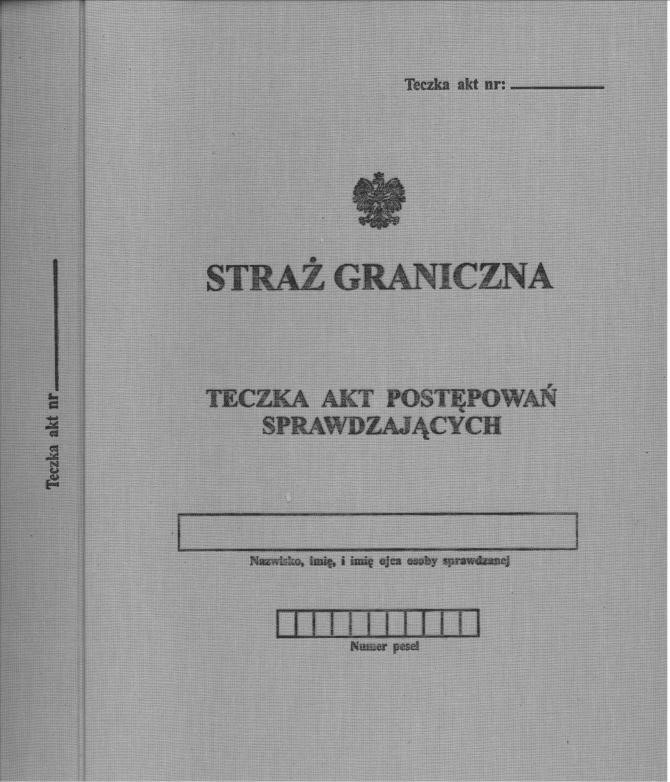 Teczka akt nr:
STRAŻ GRANICZNA
TECZKA AKT POSTĘPOWAŃ
SPRAWDZAJĄCYCH
Nazwisko, imię, i imię ojca osoby sprawdzanej
Numer pesel
Teczka akt nr